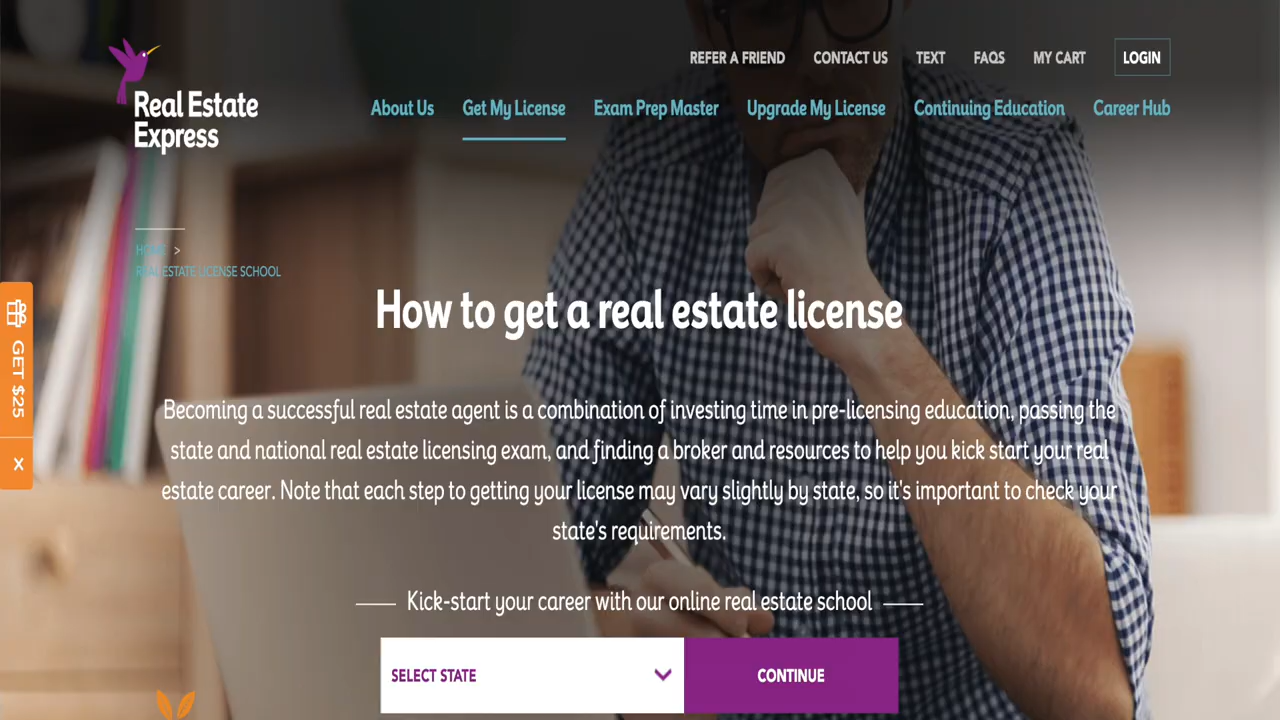 REFER A FRIEND CONTACT US TEXT FAQS MY CART LOGIN
Real Estate
Express
About Us Get My License Exam Prep Master Upgrade My License Continuing Education Career Hub
HOME >
REAL ESTATE LICENSE SCHOOL
GET $25
How to get a real estate license
Becoming a successful real estate agent is a combination of investing time in pre-licensing education, passing the
state and national real estate licensing exam, and finding a broker and resources to help you kick start your real
estate career. Note that each step to getting your license may vary slightly by state, so it's important to check your
state's requirements.
Kick-start your career with our online real estate school
SELECT STATE CONTINUE